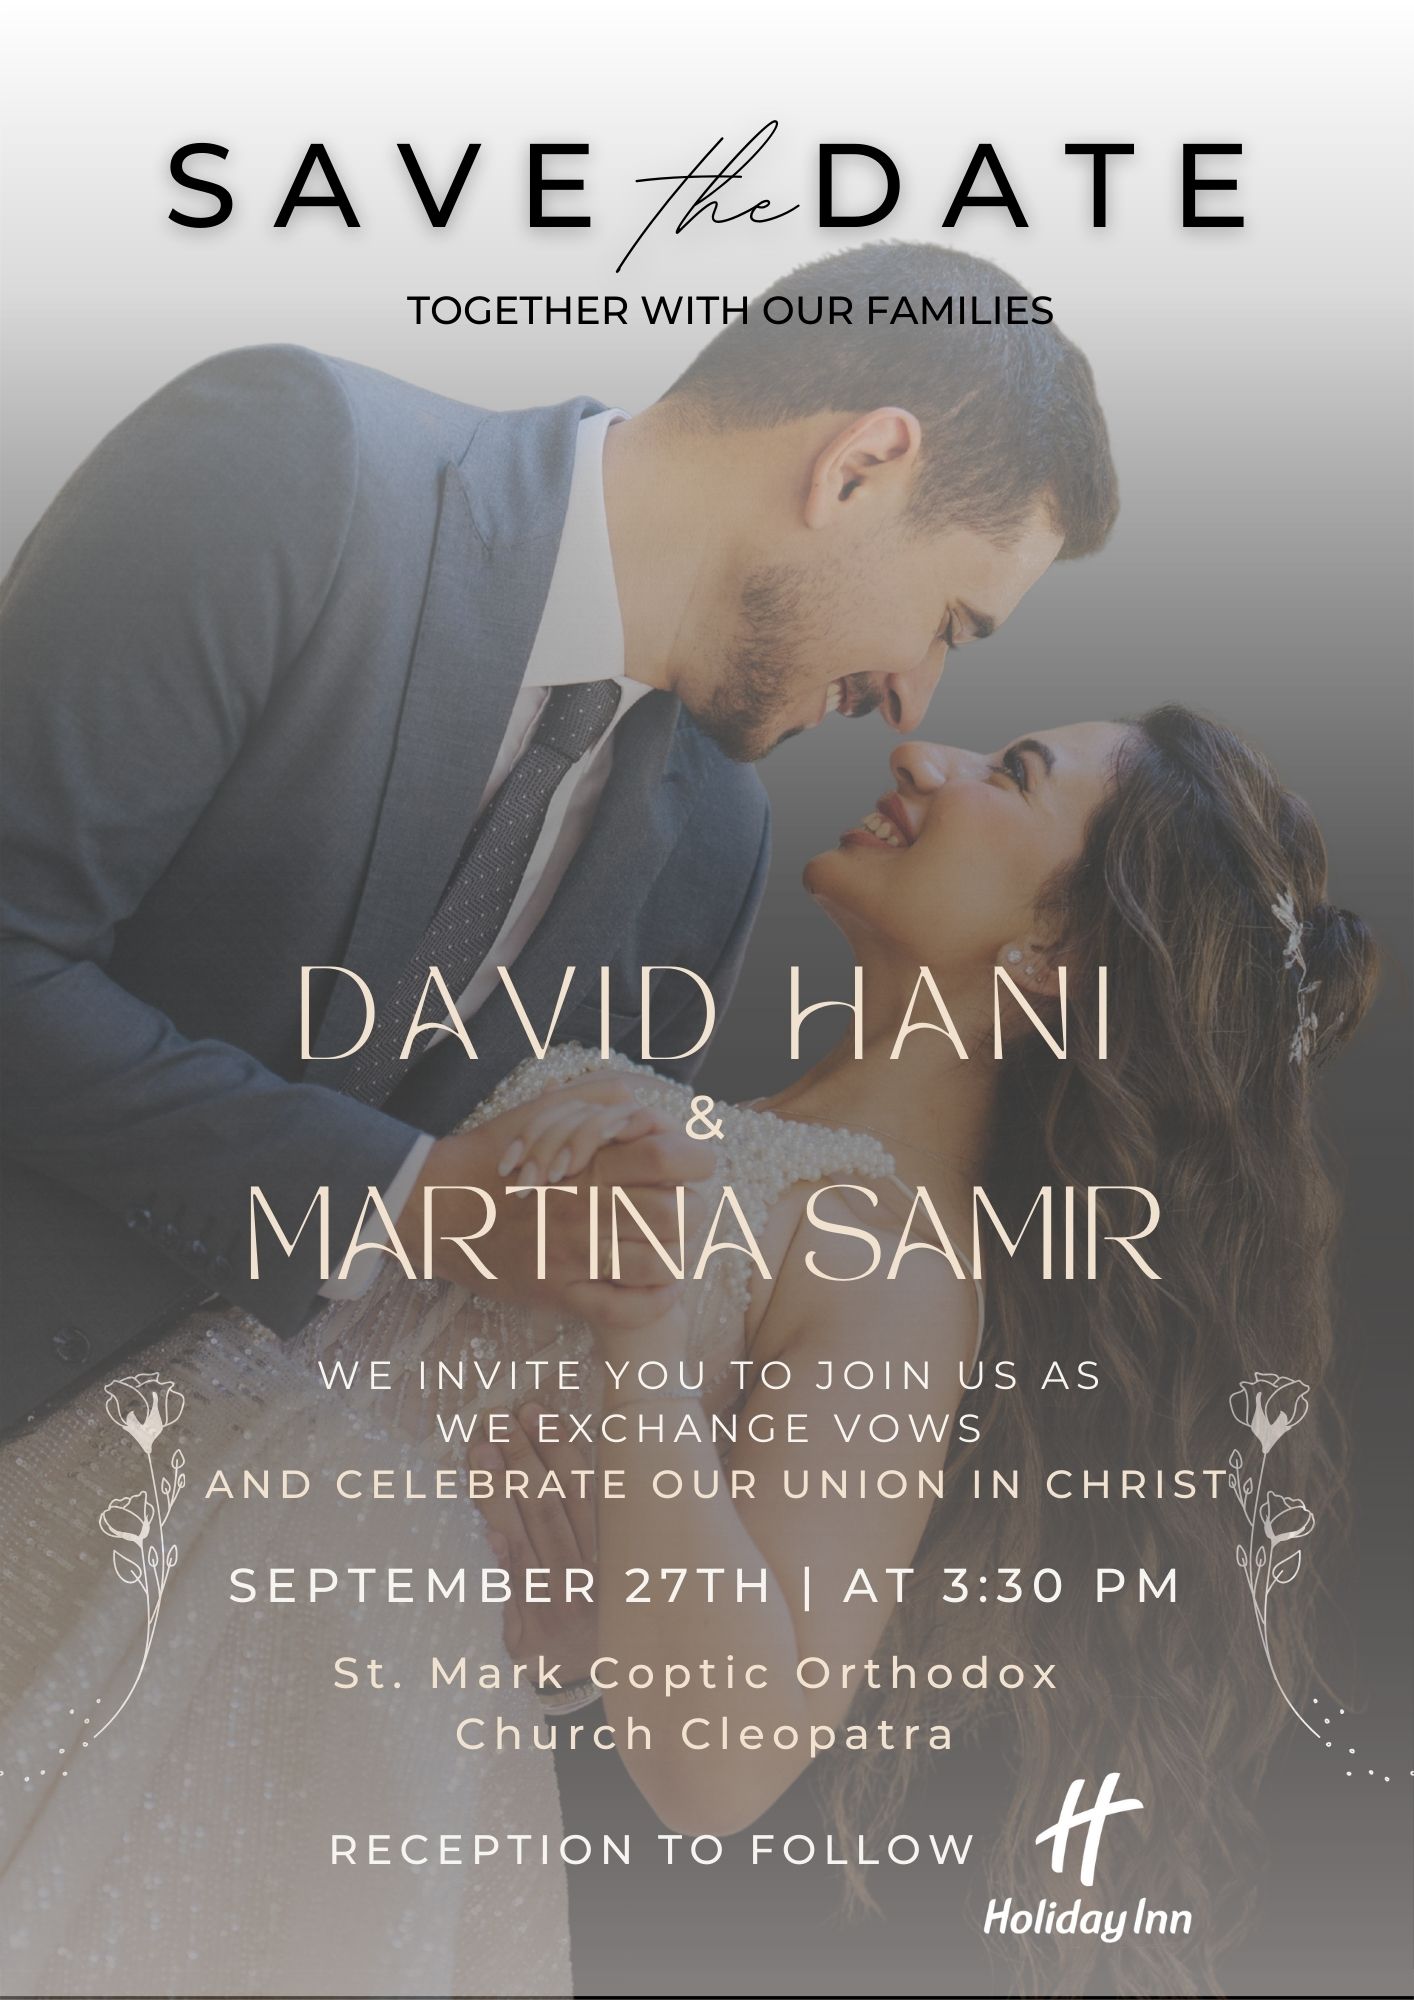 SAVE the DATE
TOGETHER WITH OUR FAMILIES
DAVID HANI
&
MARTINA SAMIR
WE INVITE YOU TO JOIN US AS
WE EXCHANGE VOWS
AND CELEBRATE OUR UNION IN CHRIST
SEPTEMBER 27TH | AT 3:30 PM
St. Mark Coptic Orthodox
Church Cleopatra
RECEPTION TO FOLLOW
H
Holiday Inn